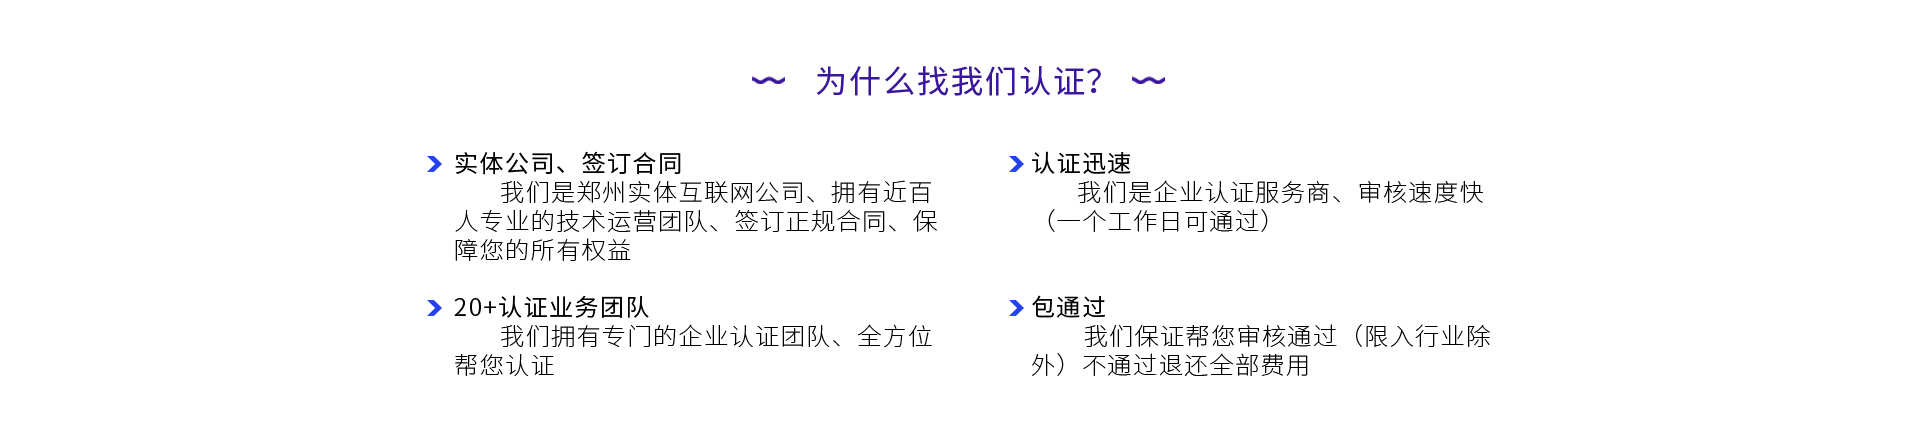 为什么找我们认证?
实体公司、签订合同
我们是郑州实体互联网公司、拥有近百
人专业的技术运营团队、签订正规合同、保
障您的所有权益
认证迅速
我们是企业认证服务商、审核速度快
（一个工作日可通过）
20+认证业务团队
我们拥有专门的企业认证团队、全方位
帮您认证
包通过
我们保证帮您审核通过（限入行业除
外）不通过退还全部费用